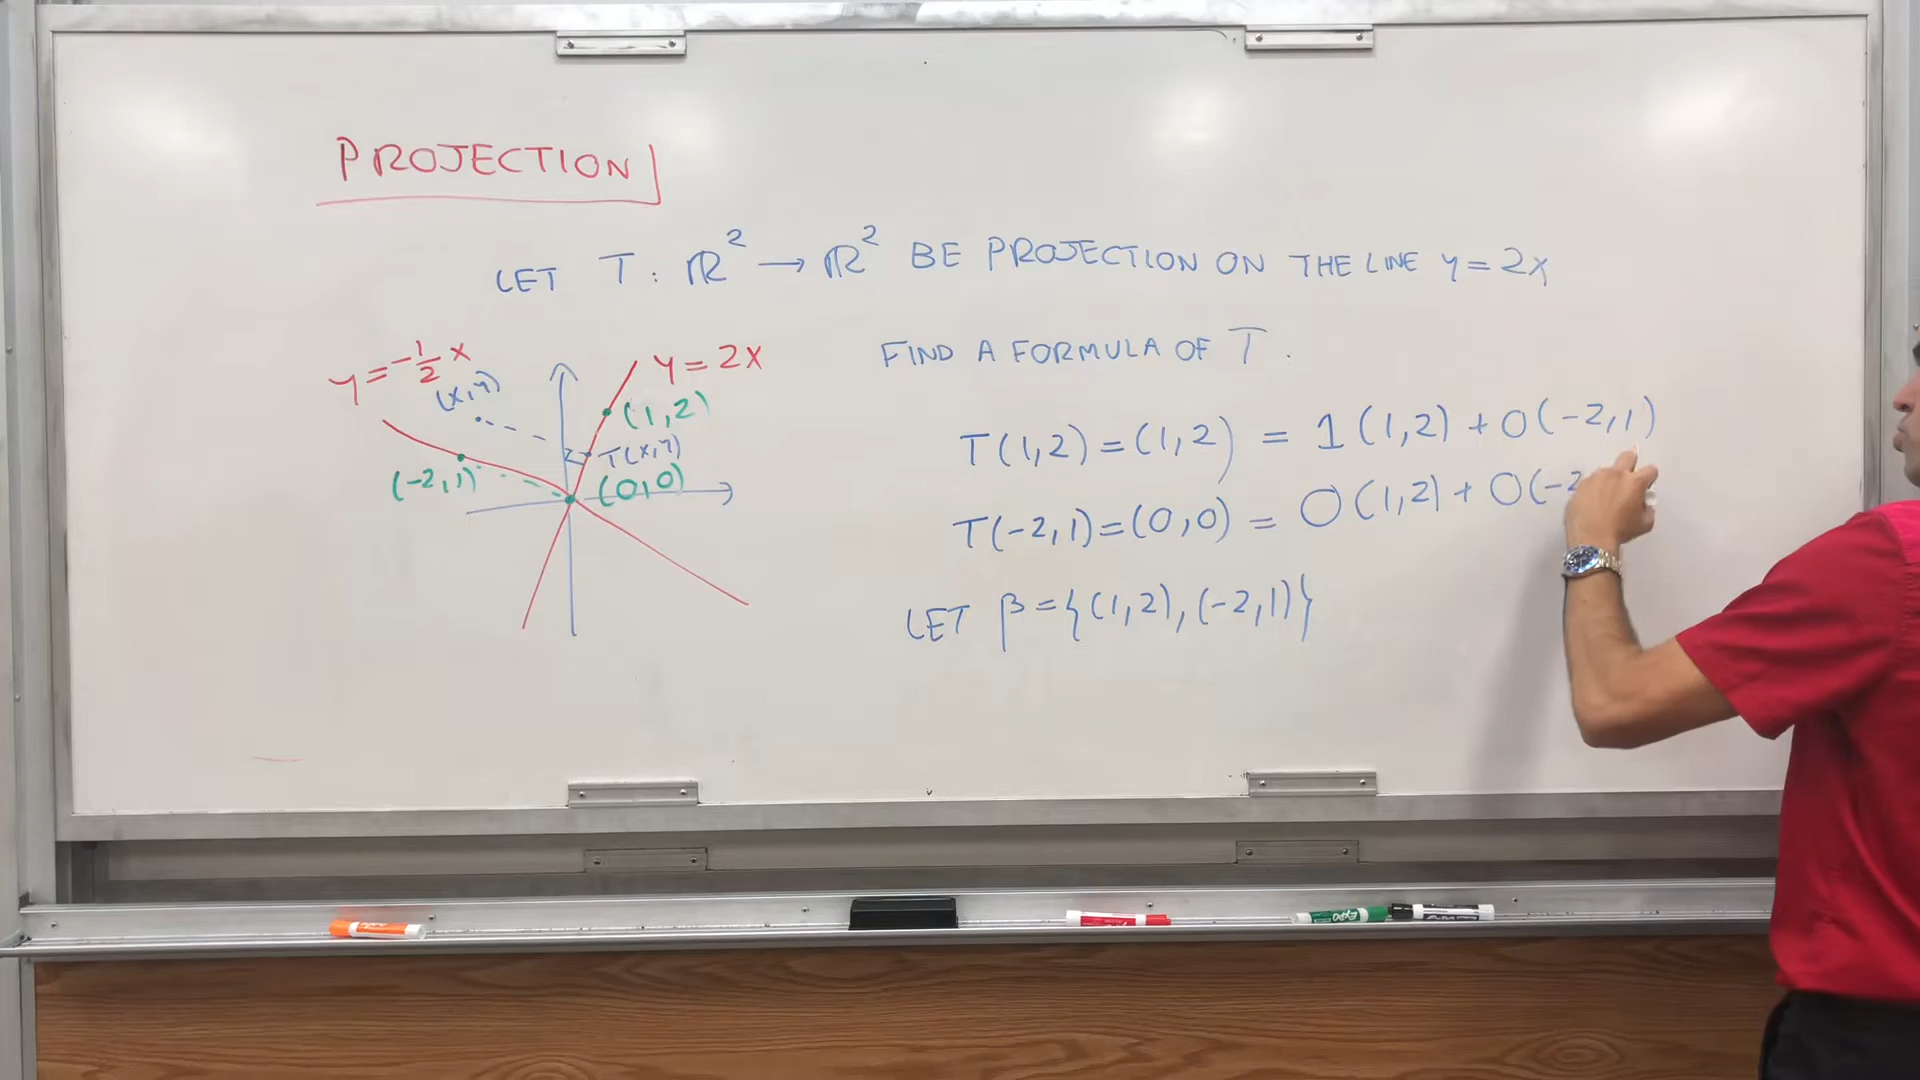 PROJECTION
LET T : ℝ² → ℝ² BE PROJECTION ON THE LINE y = 2x
FIND A FORMULA OF T .
y = -1/2 x
(x,y)
y = 2x
(1,2)
T(x,y)
(-2,1)
(0,0)
T(1,2) = (1,2) = 1(1,2) + 0(-2,1)
T(-2,1) = (0,0) = 0(1,2) + 0(-2
LET β = {(1,2), (-2,1)}
EXPO